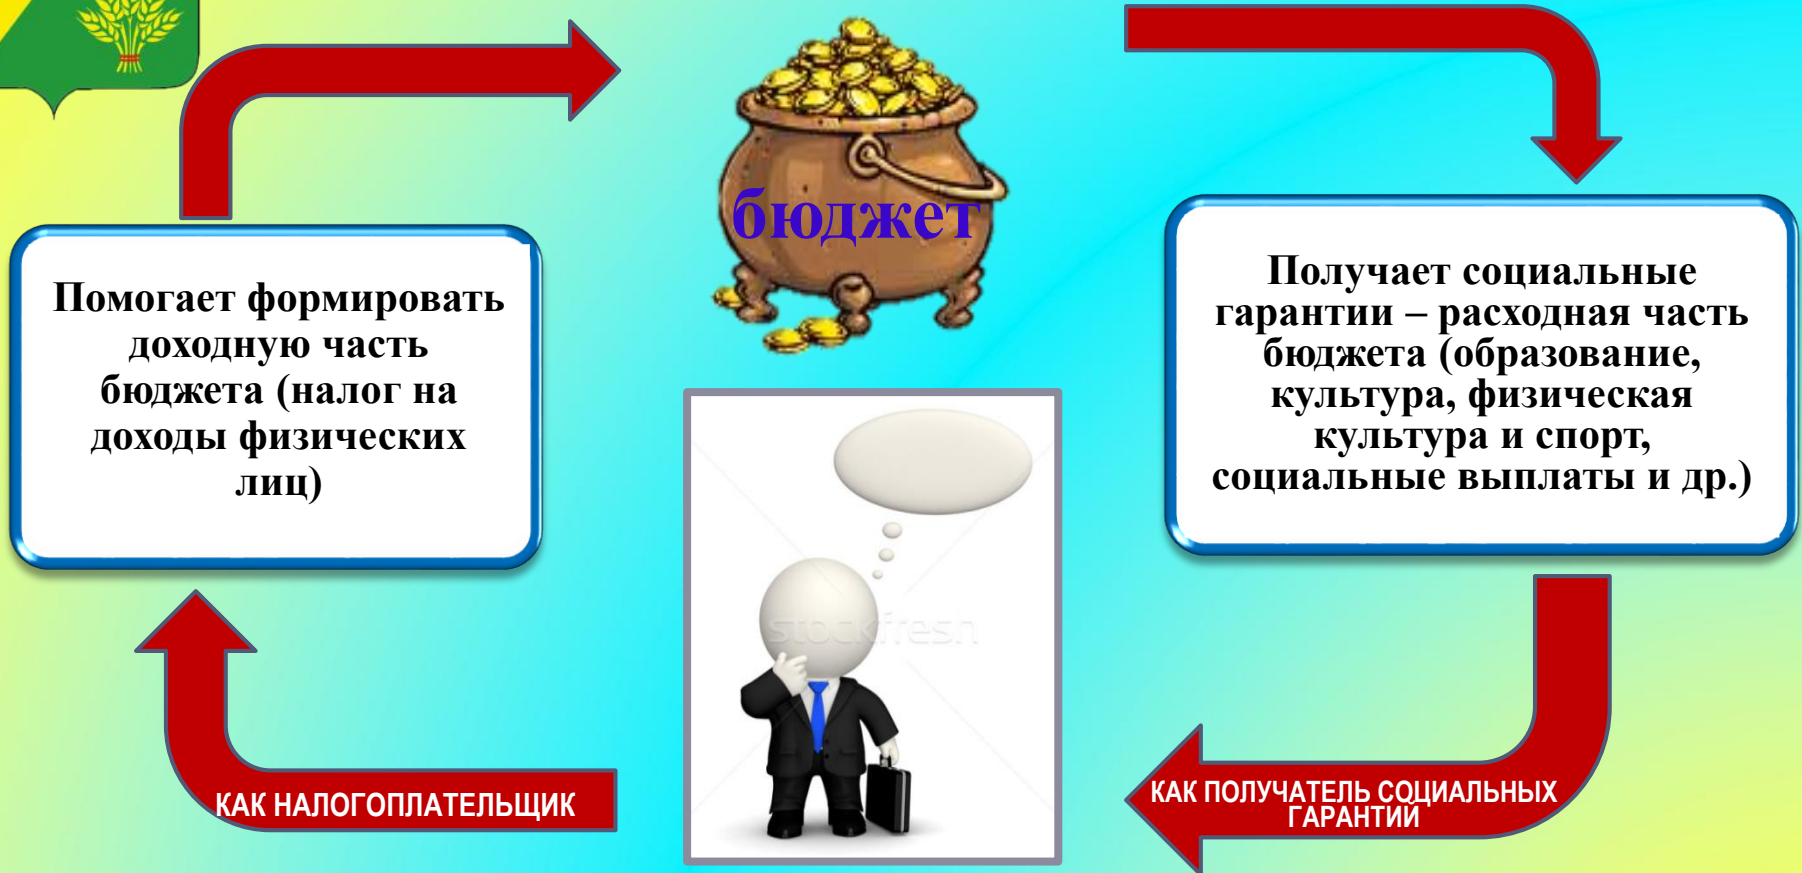 бюджет
Помогает формировать
доходную часть
бюджета (налог на
доходы физических
лиц)
Получает социальные
гарантии – расходная часть
бюджета (образование,
культура, физическая
культура и спорт,
социальные выплаты и др.)
stockfresh
КАК НАЛОГОПЛАТЕЛЬЩИК
КАК ПОЛУЧАТЕЛЬ СОЦИАЛЬНЫХ
ГАРАНТИЙ